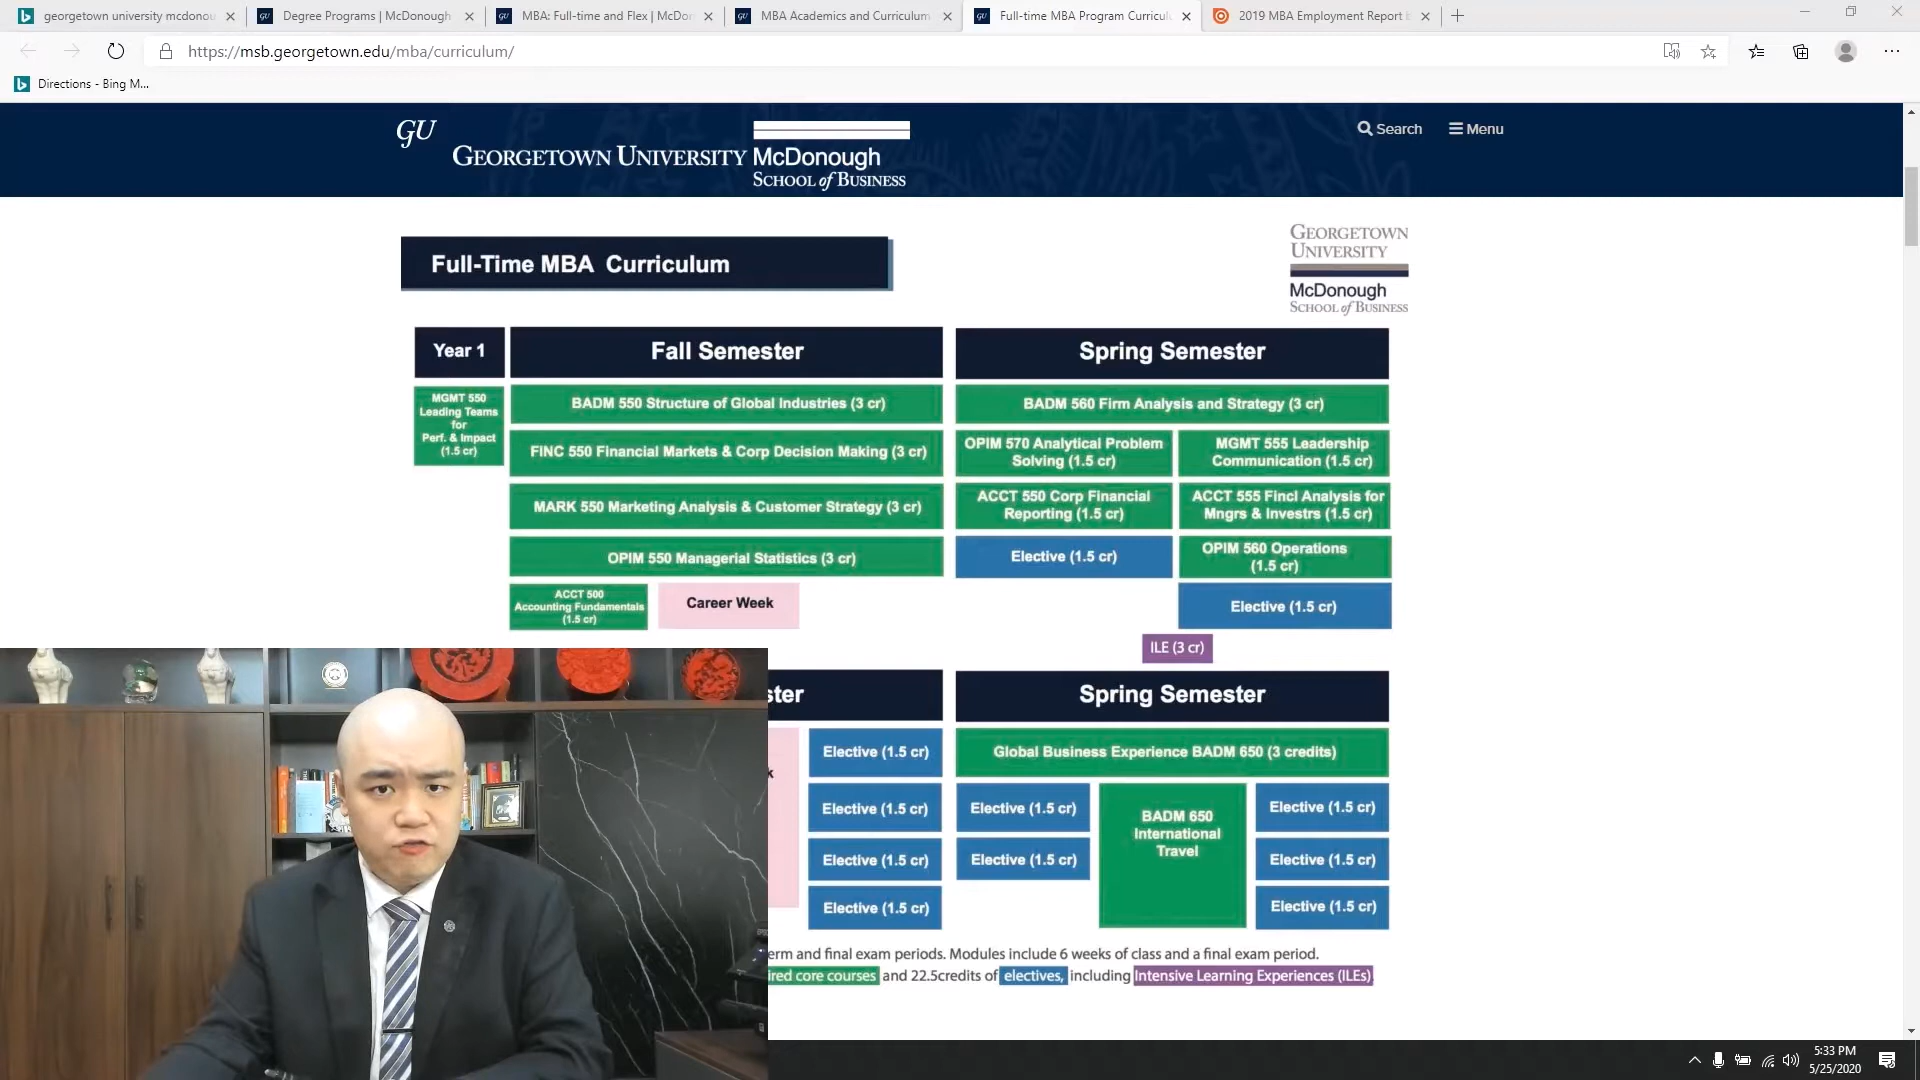 georgetown university mcdonou
Degree Programs | McDonough
MBA: Full-time and Flex | McDon
MBA Academics and Curriculum
Full-time MBA Program Curricul
2019 MBA Employment Report
https://msb.georgetown.edu/mba/curriculum/
Directions - Bing M...
GU
GEORGETOWN UNIVERSITY McDonough
SCHOOL of BUSINESS
Search
Menu
Full-Time MBA Curriculum
GEORGETOWN
UNIVERSITY
McDonough
SCHOOL of BUSINESS
Year 1
Fall Semester
Spring Semester
MGMT 550
Leading Teams
for
Perf. & Impact
(1.5 cr)
BADM 550 Structure of Global Industries (3 cr)
FINC 550 Financial Markets & Corp Decision Making (3 cr)
MARK 550 Marketing Analysis & Customer Strategy (3 cr)
OPIM 550 Managerial Statistics (3 cr)
ACCT 500
Accounting Fundamentals
(1.5 cr)
Career Week
BADM 560 Firm Analysis and Strategy (3 cr)
OPIM 570 Analytical Problem
Solving (1.5 cr)
MGMT 555 Leadership
Communication (1.5 cr)
ACCT 550 Corp Financial
Reporting (1.5 cr)
ACCT 555 Fincl Analysis for
Mngrs & Investrs (1.5 cr)
Elective (1.5 cr)
OPIM 560 Operations
(1.5 cr)
Elective (1.5 cr)
ILE (3 cr)
ster
Spring Semester
k
Elective (1.5 cr)
Elective (1.5 cr)
Elective (1.5 cr)
Elective (1.5 cr)
Global Business Experience BADM 650 (3 credits)
Elective (1.5 cr)
Elective (1.5 cr)
BADM 650
International
Travel
Elective (1.5 cr)
Elective (1.5 cr)
Elective (1.5 cr)
erm and final exam periods. Modules include 6 weeks of class and a final exam period.
ired core courses and 22.5credits of electives, including Intensive Learning Experiences (ILEs)
5:33 PM
5/25/2020